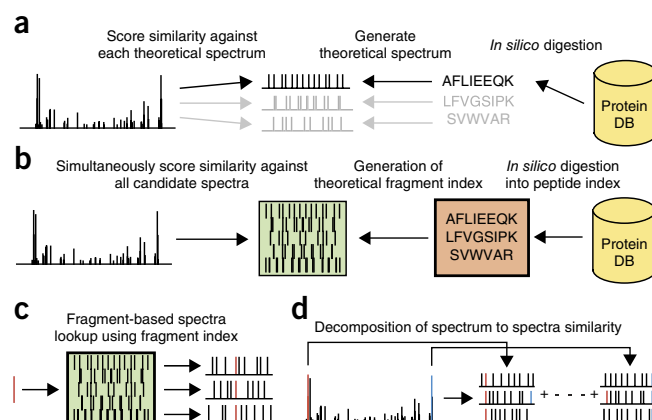 a
Score similarity against
each theoretical spectrum
Generate
theoretical spectrum
In silico digestion
AFLIEEQK
LFVGSIPK
SVWVAR
Protein
DB
b
Simultaneously score similarity against
all candidate spectra
Generation of
theoretical fragment index
In silico digestion
into peptide index
AFLIEEQK
LFVGSIPK
SVWVAR
Protein
DB
c
Fragment-based spectra
lookup using fragment index
d
Decomposition of spectrum to spectra similarity
+ - - - - +